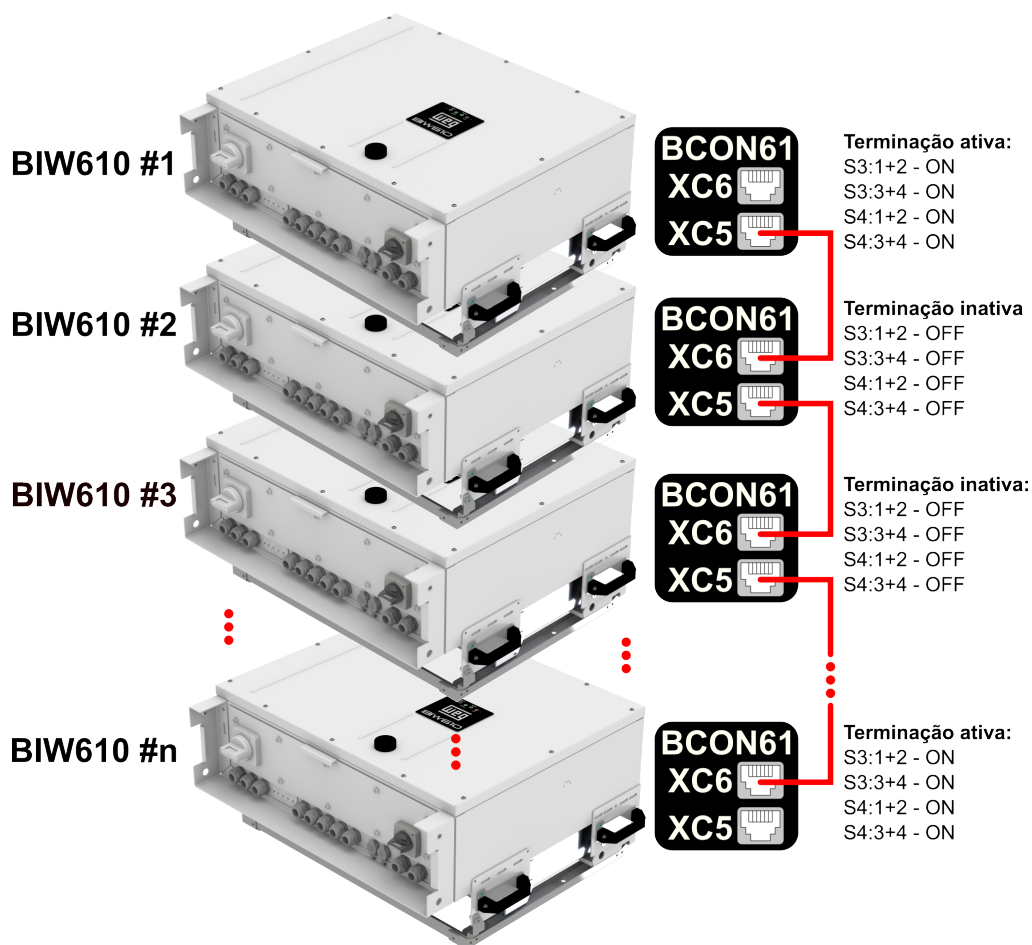 BIW610 #1
WEG
BIW610
BCON61
XC6
XC5
Terminação ativa:
S3:1+2 - ON
S3:3+4 - ON
S4:1+2 - ON
S4:3+4 - ON
BIW610 #2
BCON61
XC6
XC5
Terminação inativa
S3:1+2 - OFF
S3:3+4 - OFF
S4:1+2 - OFF
S4:3+4 - OFF
BIW610 #3
BCON61
XC6
XC5
Terminação inativa:
S3:1+2 - OFF
S3:3+4 - OFF
S4:1+2 - OFF
S4:3+4 - OFF
BIW610 #n
WEG
BIW610
BCON61
XC6
XC5
Terminação ativa:
S3:1+2 - ON
S3:3+4 - ON
S4:1+2 - ON
S4:3+4 - ON